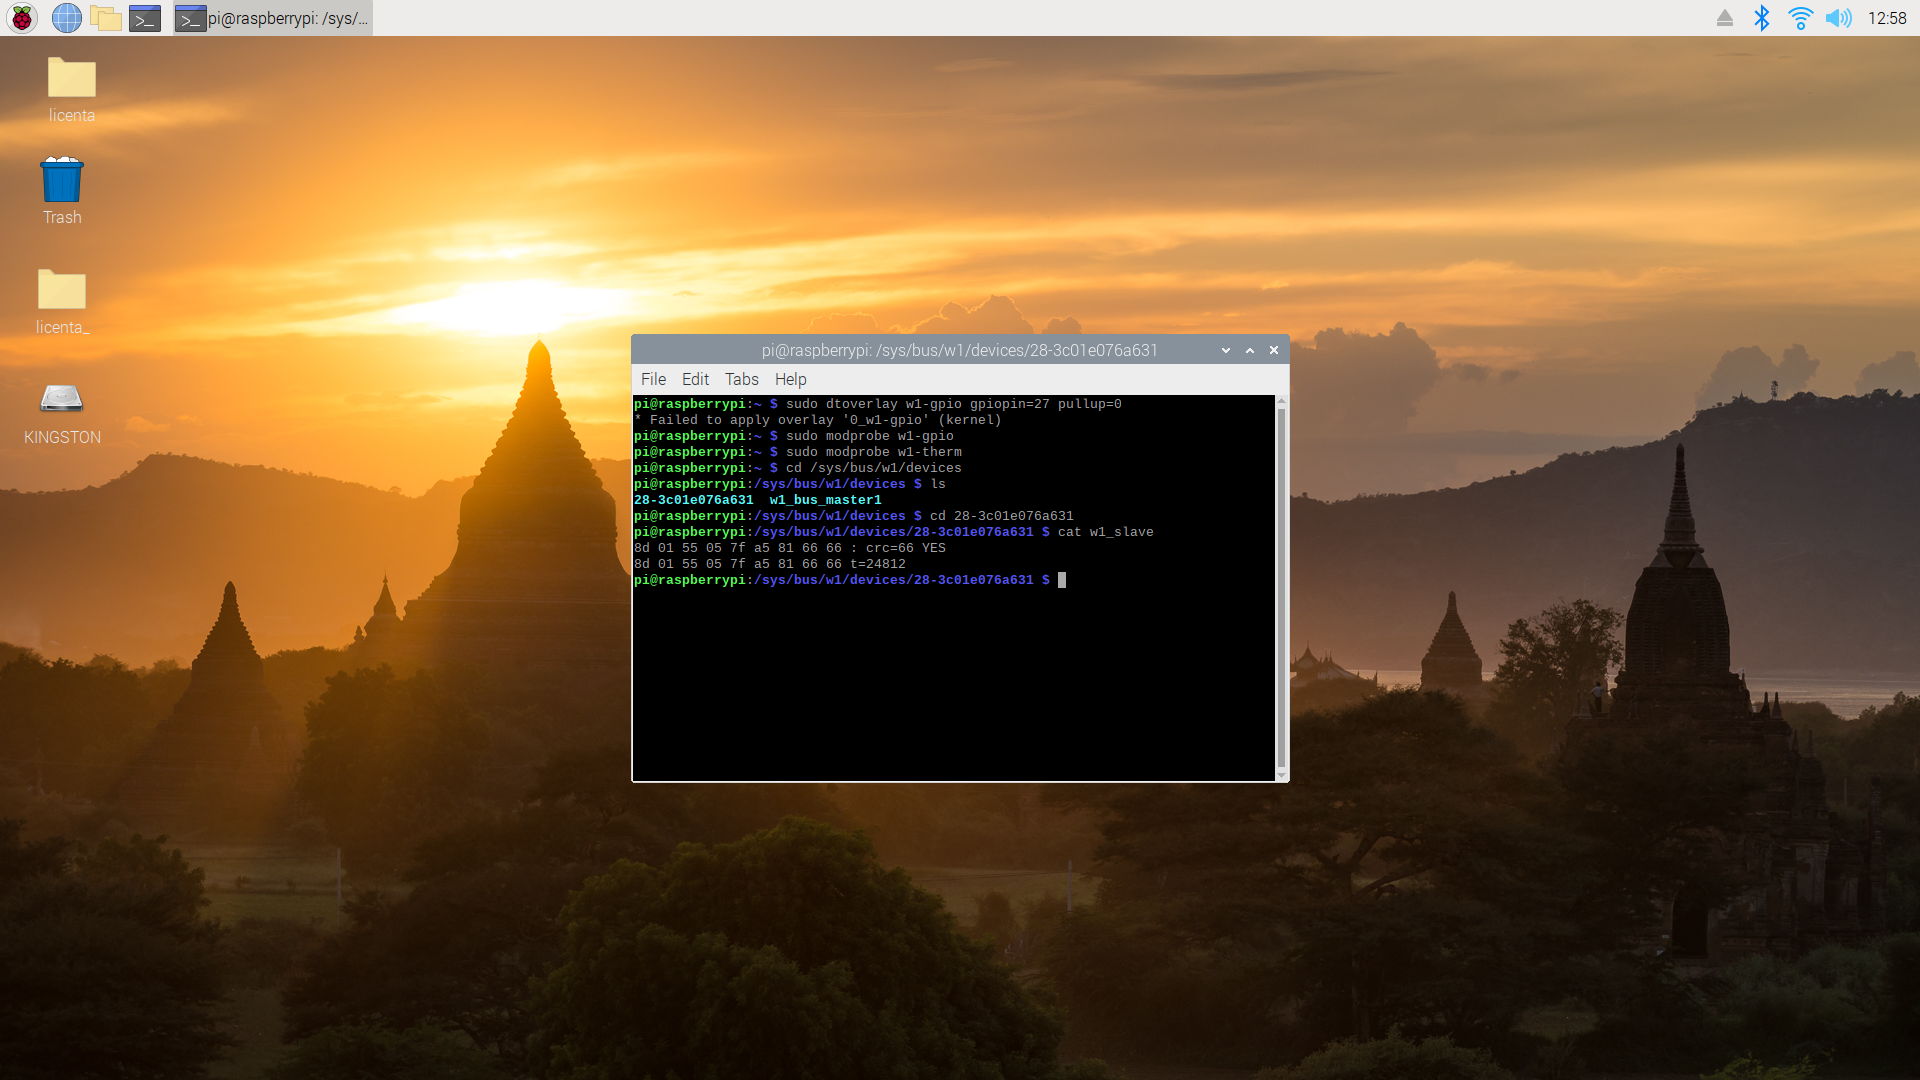 pi@raspberrypi: /sys/...
12:58
licenta
Trash
licenta_
KINGSTON
pi@raspberrypi: /sys/bus/w1/devices/28-3c01e076a631
File Edit Tabs Help
pi@raspberrypi:~ $ sudo dtoverlay w1-gpio gpiopin=27 pullup=0
* Failed to apply overlay '0_w1-gpio' (kernel)
pi@raspberrypi:~ $ sudo modprobe w1-gpio
pi@raspberrypi:~ $ sudo modprobe w1-therm
pi@raspberrypi:~ $ cd /sys/bus/w1/devices
pi@raspberrypi:/sys/bus/w1/devices $ ls
28-3c01e076a631  w1_bus_master1
pi@raspberrypi:/sys/bus/w1/devices $ cd 28-3c01e076a631
pi@raspberrypi:/sys/bus/w1/devices/28-3c01e076a631 $ cat w1_slave
8d 01 55 05 7f a5 81 66 66 : crc=66 YES
8d 01 55 05 7f a5 81 66 66 t=24812
pi@raspberrypi:/sys/bus/w1/devices/28-3c01e076a631 $